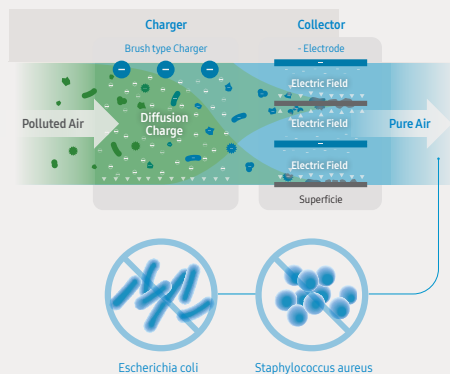 Charger
Collector
Brush type Charger
- Electrode
Electric Field
Polluted Air
Diffusion
Charge
Electric Field
Pure Air
Electric Field
Superficie
Escherichia coli
Staphylococcus aureus